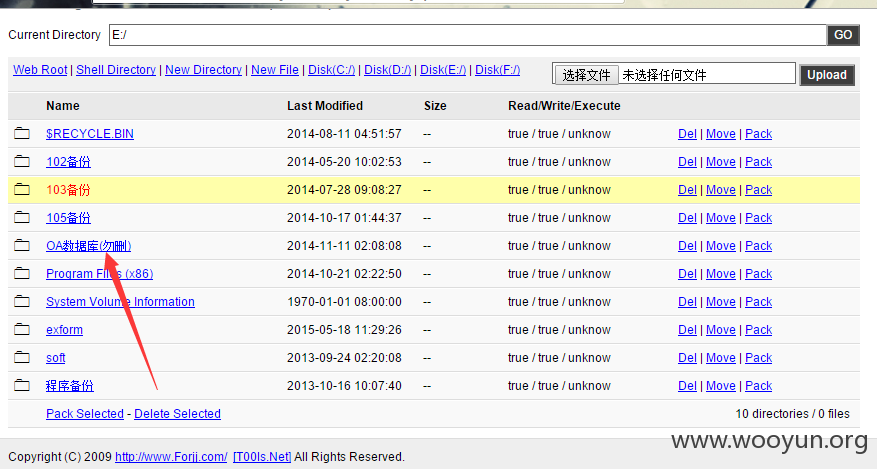 Current Directory E:/ GO
Web Root | Shell Directory | New Directory | New File | Disk(C:/) | Disk(D:/) | Disk(E:/) | Disk(F:/) 选择文件 未选择任何文件 Upload
Name Last Modified Size Read/Write/Execute
$RECYCLE.BIN 2014-08-11 04:51:57 -- true / true / unknow Del | Move | Pack
102备份 2014-05-20 10:02:53 -- true / true / unknow Del | Move | Pack
103备份 2014-07-28 09:08:27 -- true / true / unknow Del | Move | Pack
105备份 2014-10-17 01:44:37 -- true / true / unknow Del | Move | Pack
OA数据库(勿删) 2014-11-11 02:08:08 -- true / true / unknow Del | Move | Pack
Program Files (x86) 2014-10-21 02:22:50 -- true / true / unknow Del | Move | Pack
System Volume Information 1970-01-01 08:00:00 -- true / true / unknow Del | Move | Pack
exform 2015-05-18 11:29:26 -- true / true / unknow Del | Move | Pack
soft 2013-09-24 02:20:08 -- true / true / unknow Del | Move | Pack
程序备份 2013-10-16 10:07:40 -- true / true / unknow Del | Move | Pack
Pack Selected - Delete Selected 10 directories / 0 files
www.wooyun.org
Copyright (C) 2009 http://www.Forjj.com/ [T00ls.Net] All Rights Reserved.